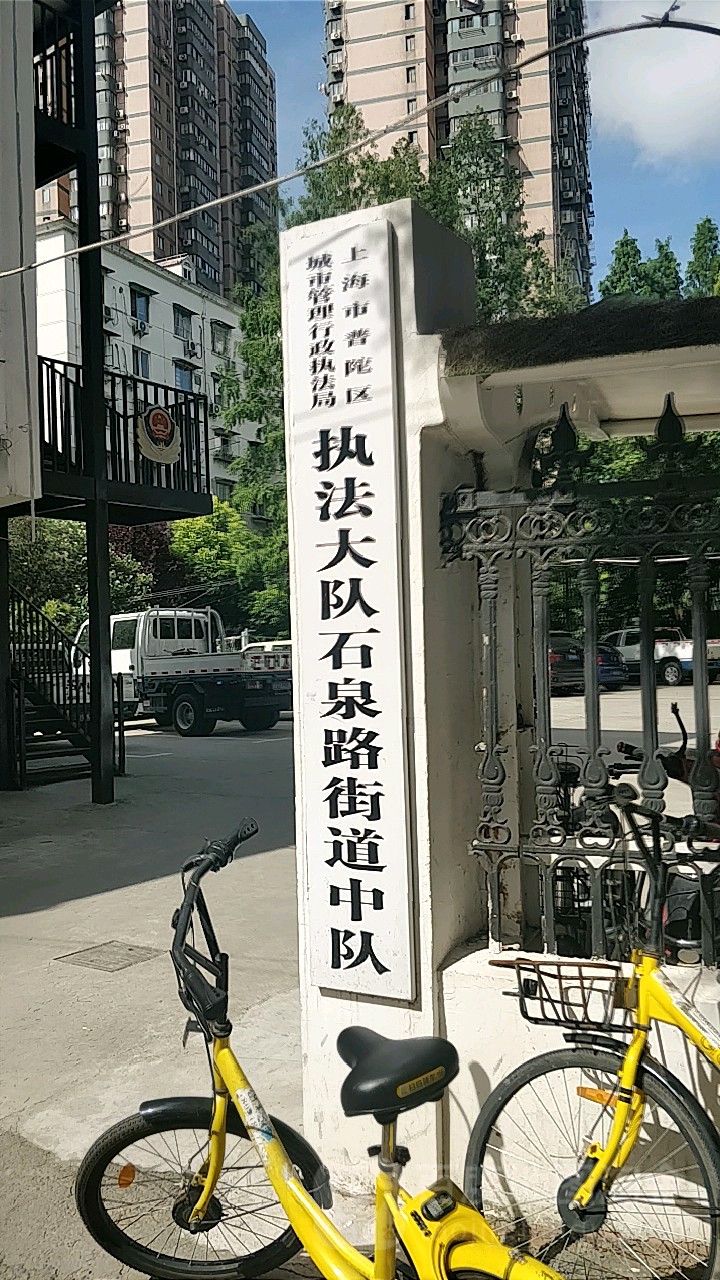 上海市普陀区
城市管理行政执法局
执法大队石泉路街道中队